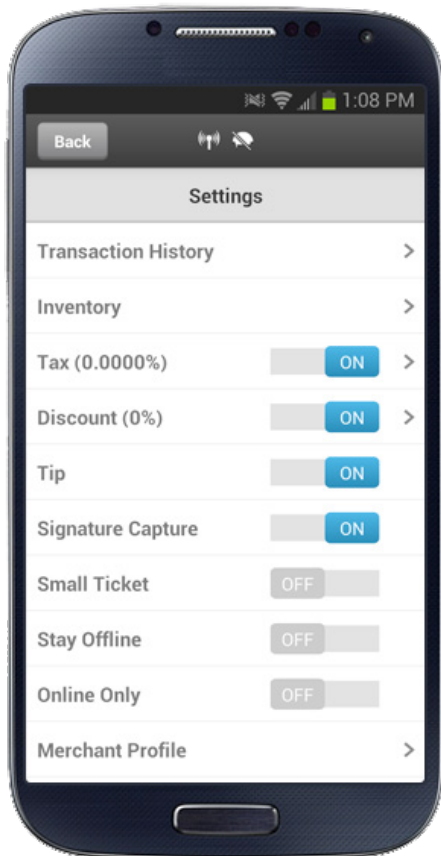 1:08 PM
Back
Settings
Transaction History
Inventory
Tax (0.0000%) ON
Discount (0%) ON
Tip ON
Signature Capture ON
Small Ticket OFF
Stay Offline OFF
Online Only OFF
Merchant Profile